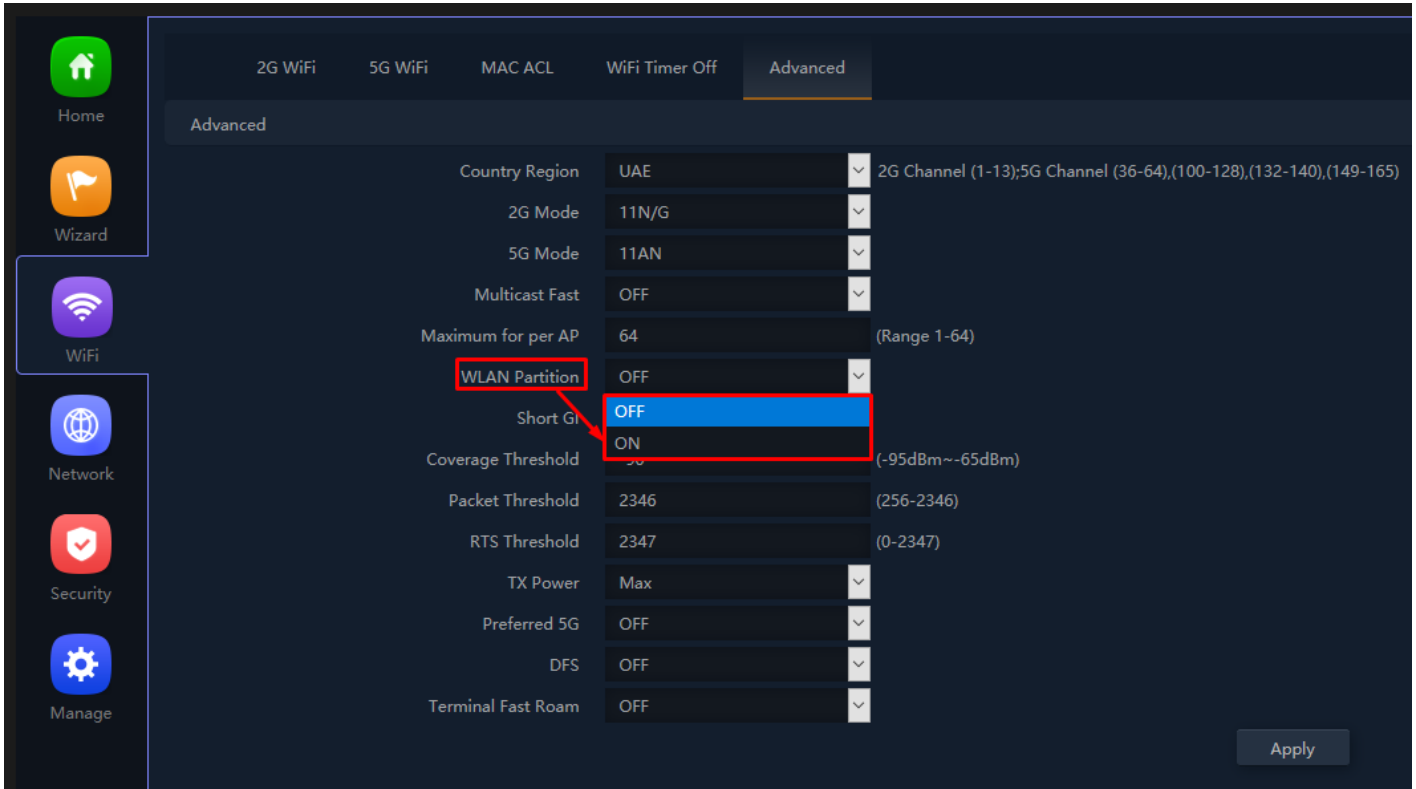 Home
Wizard
WiFi
Network
Security
Manage
2G WiFi 5G WiFi MAC ACL WiFi Timer Off Advanced
Advanced
Country Region UAE 2G Channel (1-13);5G Channel (36-64),(100-128),(132-140),(149-165)
2G Mode 11N/G
5G Mode 11AN
Multicast Fast OFF
Maximum for per AP 64 (Range 1-64)
WLAN Partition OFF
OFF
ON
Short GI
Coverage Threshold (-95dBm~-65dBm)
Packet Threshold 2346 (256-2346)
RTS Threshold 2347 (0-2347)
TX Power Max
Preferred 5G OFF
DFS OFF
Terminal Fast Roam OFF
Apply